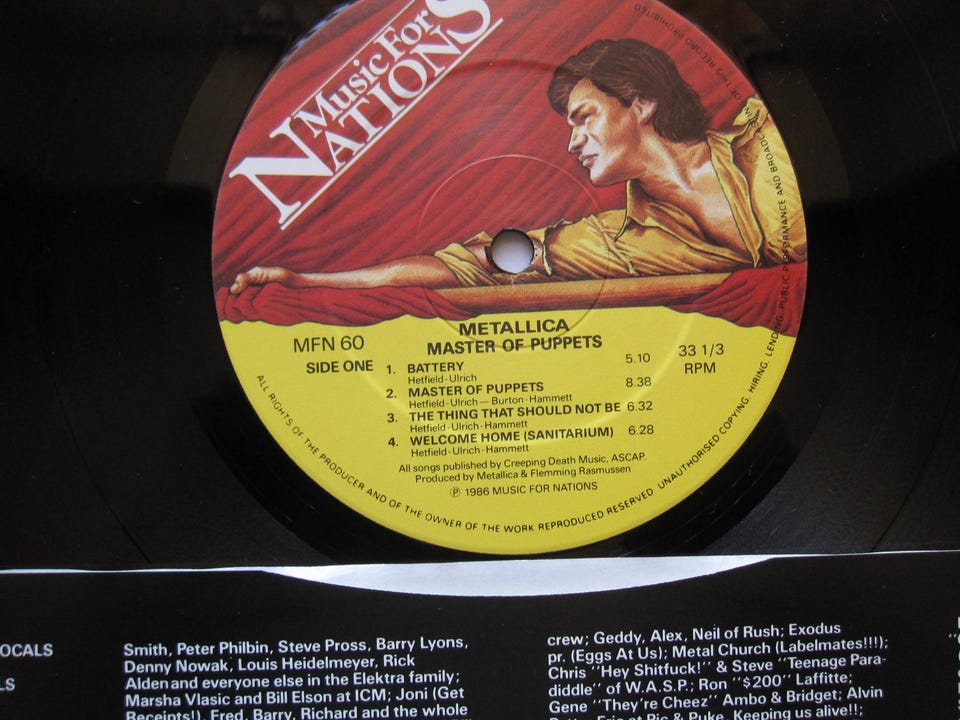 Music For
NATIONS
OF THIS RECORD PROHIBITED
METALLICA
MASTER OF PUPPETS
MFN 60
SIDE ONE
33 1/3
RPM
1. BATTERY 5.10
Hetfield-Ulrich
2. MASTER OF PUPPETS 8.38
Hetfield-Ulrich — Burton-Hammett
3. THE THING THAT SHOULD NOT BE 6.32
Hetfield-Ulrich-Hammett
4. WELCOME HOME (SANITARIUM) 6.28
Hetfield-Ulrich-Hammett
All songs published by Creeping Death Music, ASCAP
Produced by Metallica & Flemming Rasmussen
℗ 1986 MUSIC FOR NATIONS
ALL RIGHTS OF THE PRODUCER AND OF THE OWNER OF THE WORK REPRODUCED RESERVED. UNAUTHORISED COPYING. HIRING. LENDING. PUBLIC PERFORMANCE AND
OCALS
LS
Smith, Peter Philbin, Steve Pross, Barry Lyons,
Denny Nowak, Louis Heidelmeyer, Rick
Alden and everyone else in the Elektra family;
Marsha Vlasic and Bill Elson at ICM; Joni (Get
Receipts!), Fred, Barry, Richard and the whole
crew; Geddy, Alex, Neil of Rush; Exodus
pr. (Eggs At Us); Metal Church (Labelmates!!!);
Chris "Hey Shitfuck!" & Steve "Teenage Para-
diddle" of W.A.S.P.; Ron "$200" Laffitte;
Gene "They're Cheez" Ambo & Bridget; Alvin
Keeping us alive!!;